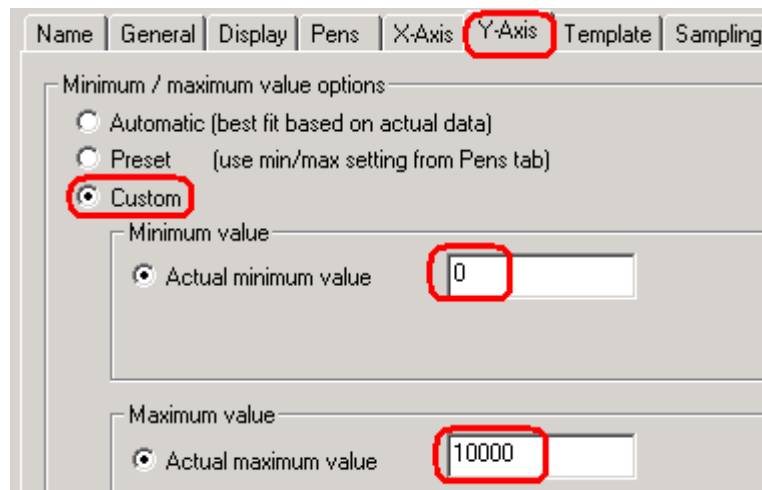 Name General Display Pens X-Axis Y-Axis Template Sampling
Minimum / maximum value options
Automatic (best fit based on actual data)
Preset (use min/max setting from Pens tab)
Custom
Minimum value
Actual minimum value 0
Maximum value
Actual maximum value 10000